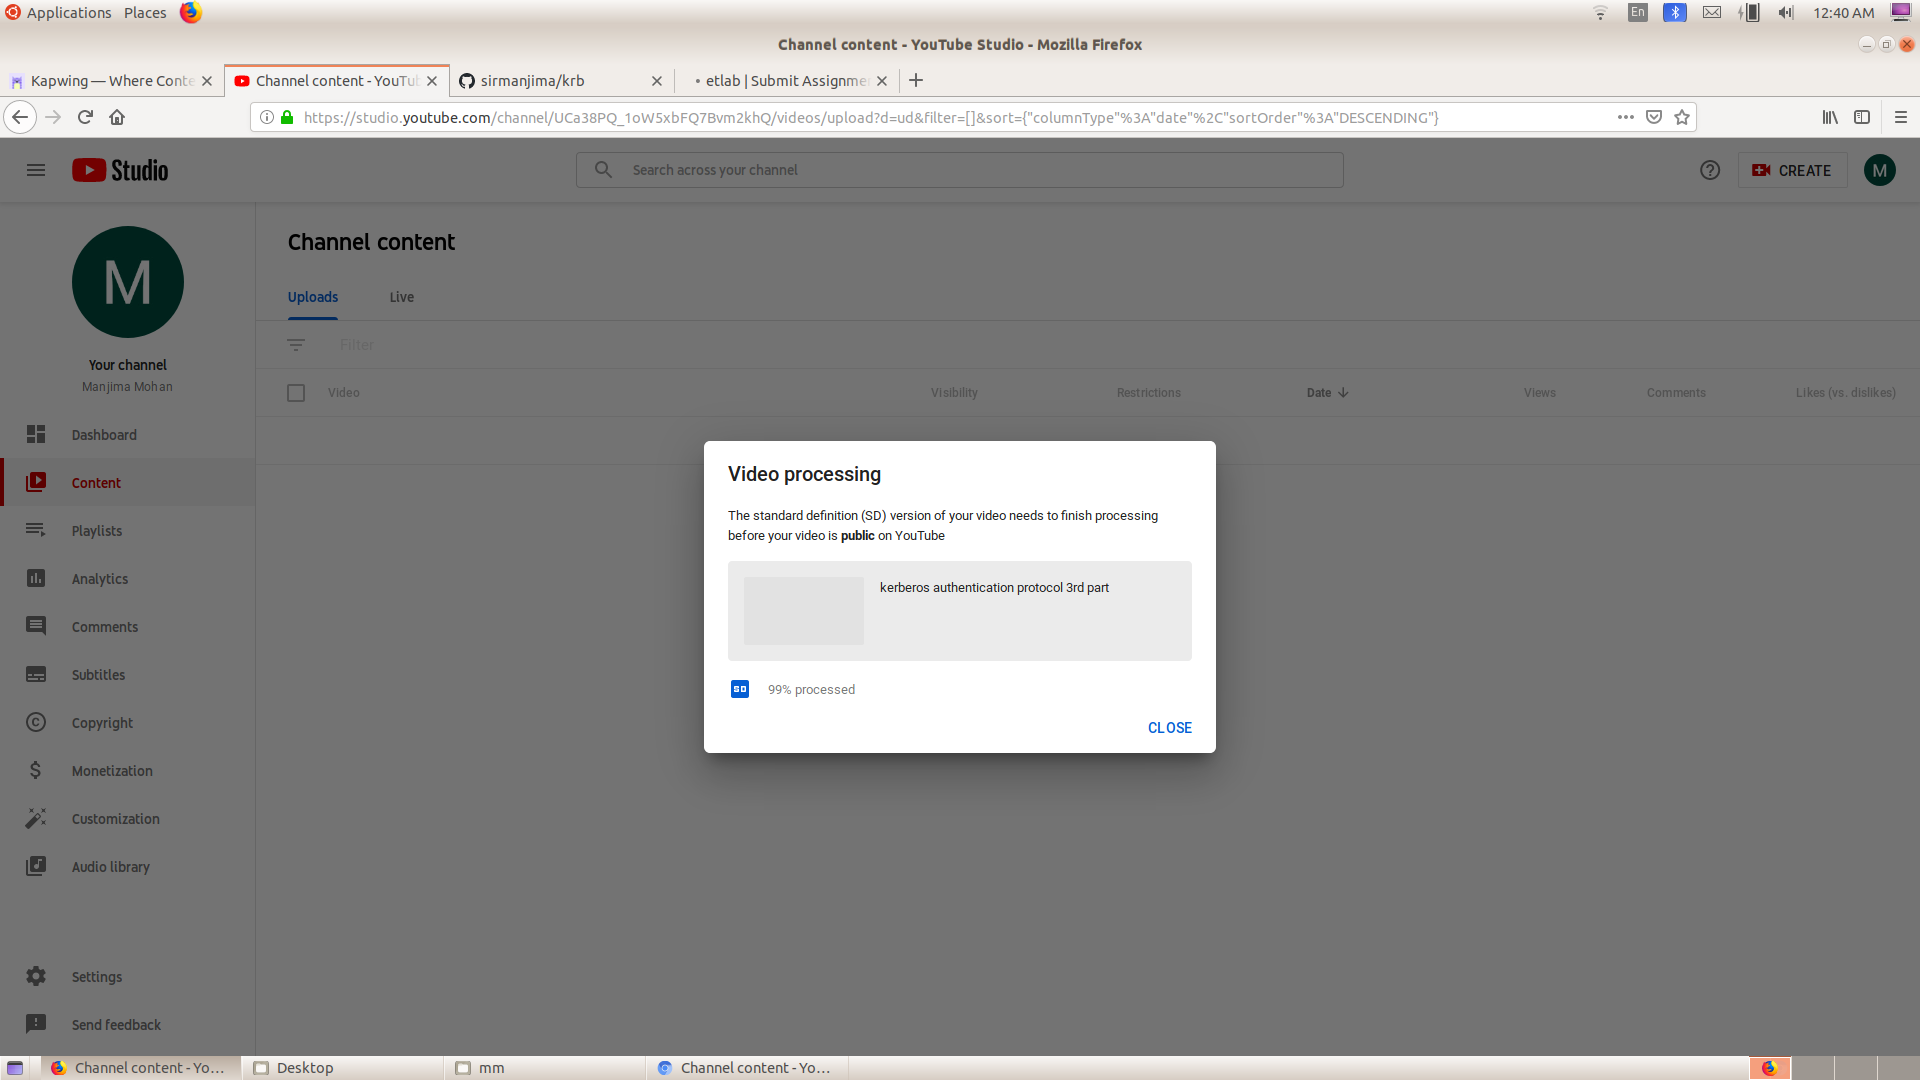 Applications Places
En
12:40 AM
Channel content - YouTube Studio - Mozilla Firefox
Kapwing — Where Conte
Channel content - YouTu
sirmanjima/krb
etlab | Submit Assignme
https://studio.youtube.com/channel/UCa38PQ_1oW5xbFQ7Bvm2khQ/videos/upload?d=ud&filter=[]&sort={"columnType"%3A"date"%2C"sortOrder"%3A"DESCENDING"}
Studio
Search across your channel
CREATE
M
M
Your channel
Manjima Mohan
Dashboard
Content
Playlists
Analytics
Comments
Subtitles
Copyright
Monetization
Customization
Audio library
Settings
Send feedback
Channel content
Uploads Live
Filter
Video Visibility Restrictions Date Views Comments Likes (vs. dislikes)
Video processing
The standard definition (SD) version of your video needs to finish processing
before your video is public on YouTube
kerberos authentication protocol 3rd part
SD 99% processed
CLOSE
Channel content - Yo...
Desktop
mm
Channel content - Yo...